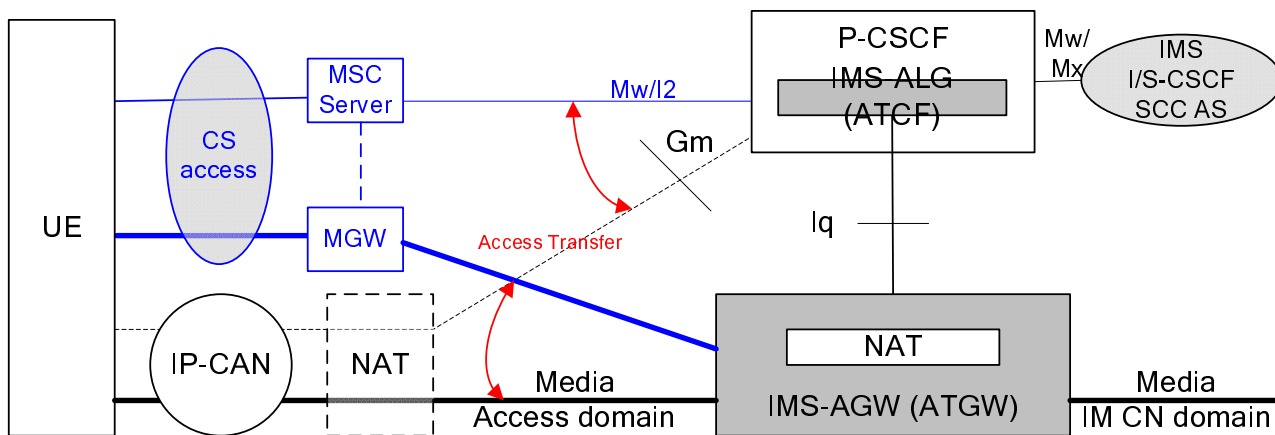 UE
CS
access
MSC
Server
MGW
IP-CAN
NAT
Mw/I2
Gm
Access Transfer
P-CSCF
IMS-ALG
(ATCF)
Mw/
Mx
IMS
I/S-CSCF
SCC AS
Iq
NAT
IMS-AGW (ATGW)
Media
Access domain
Media
IM CN domain